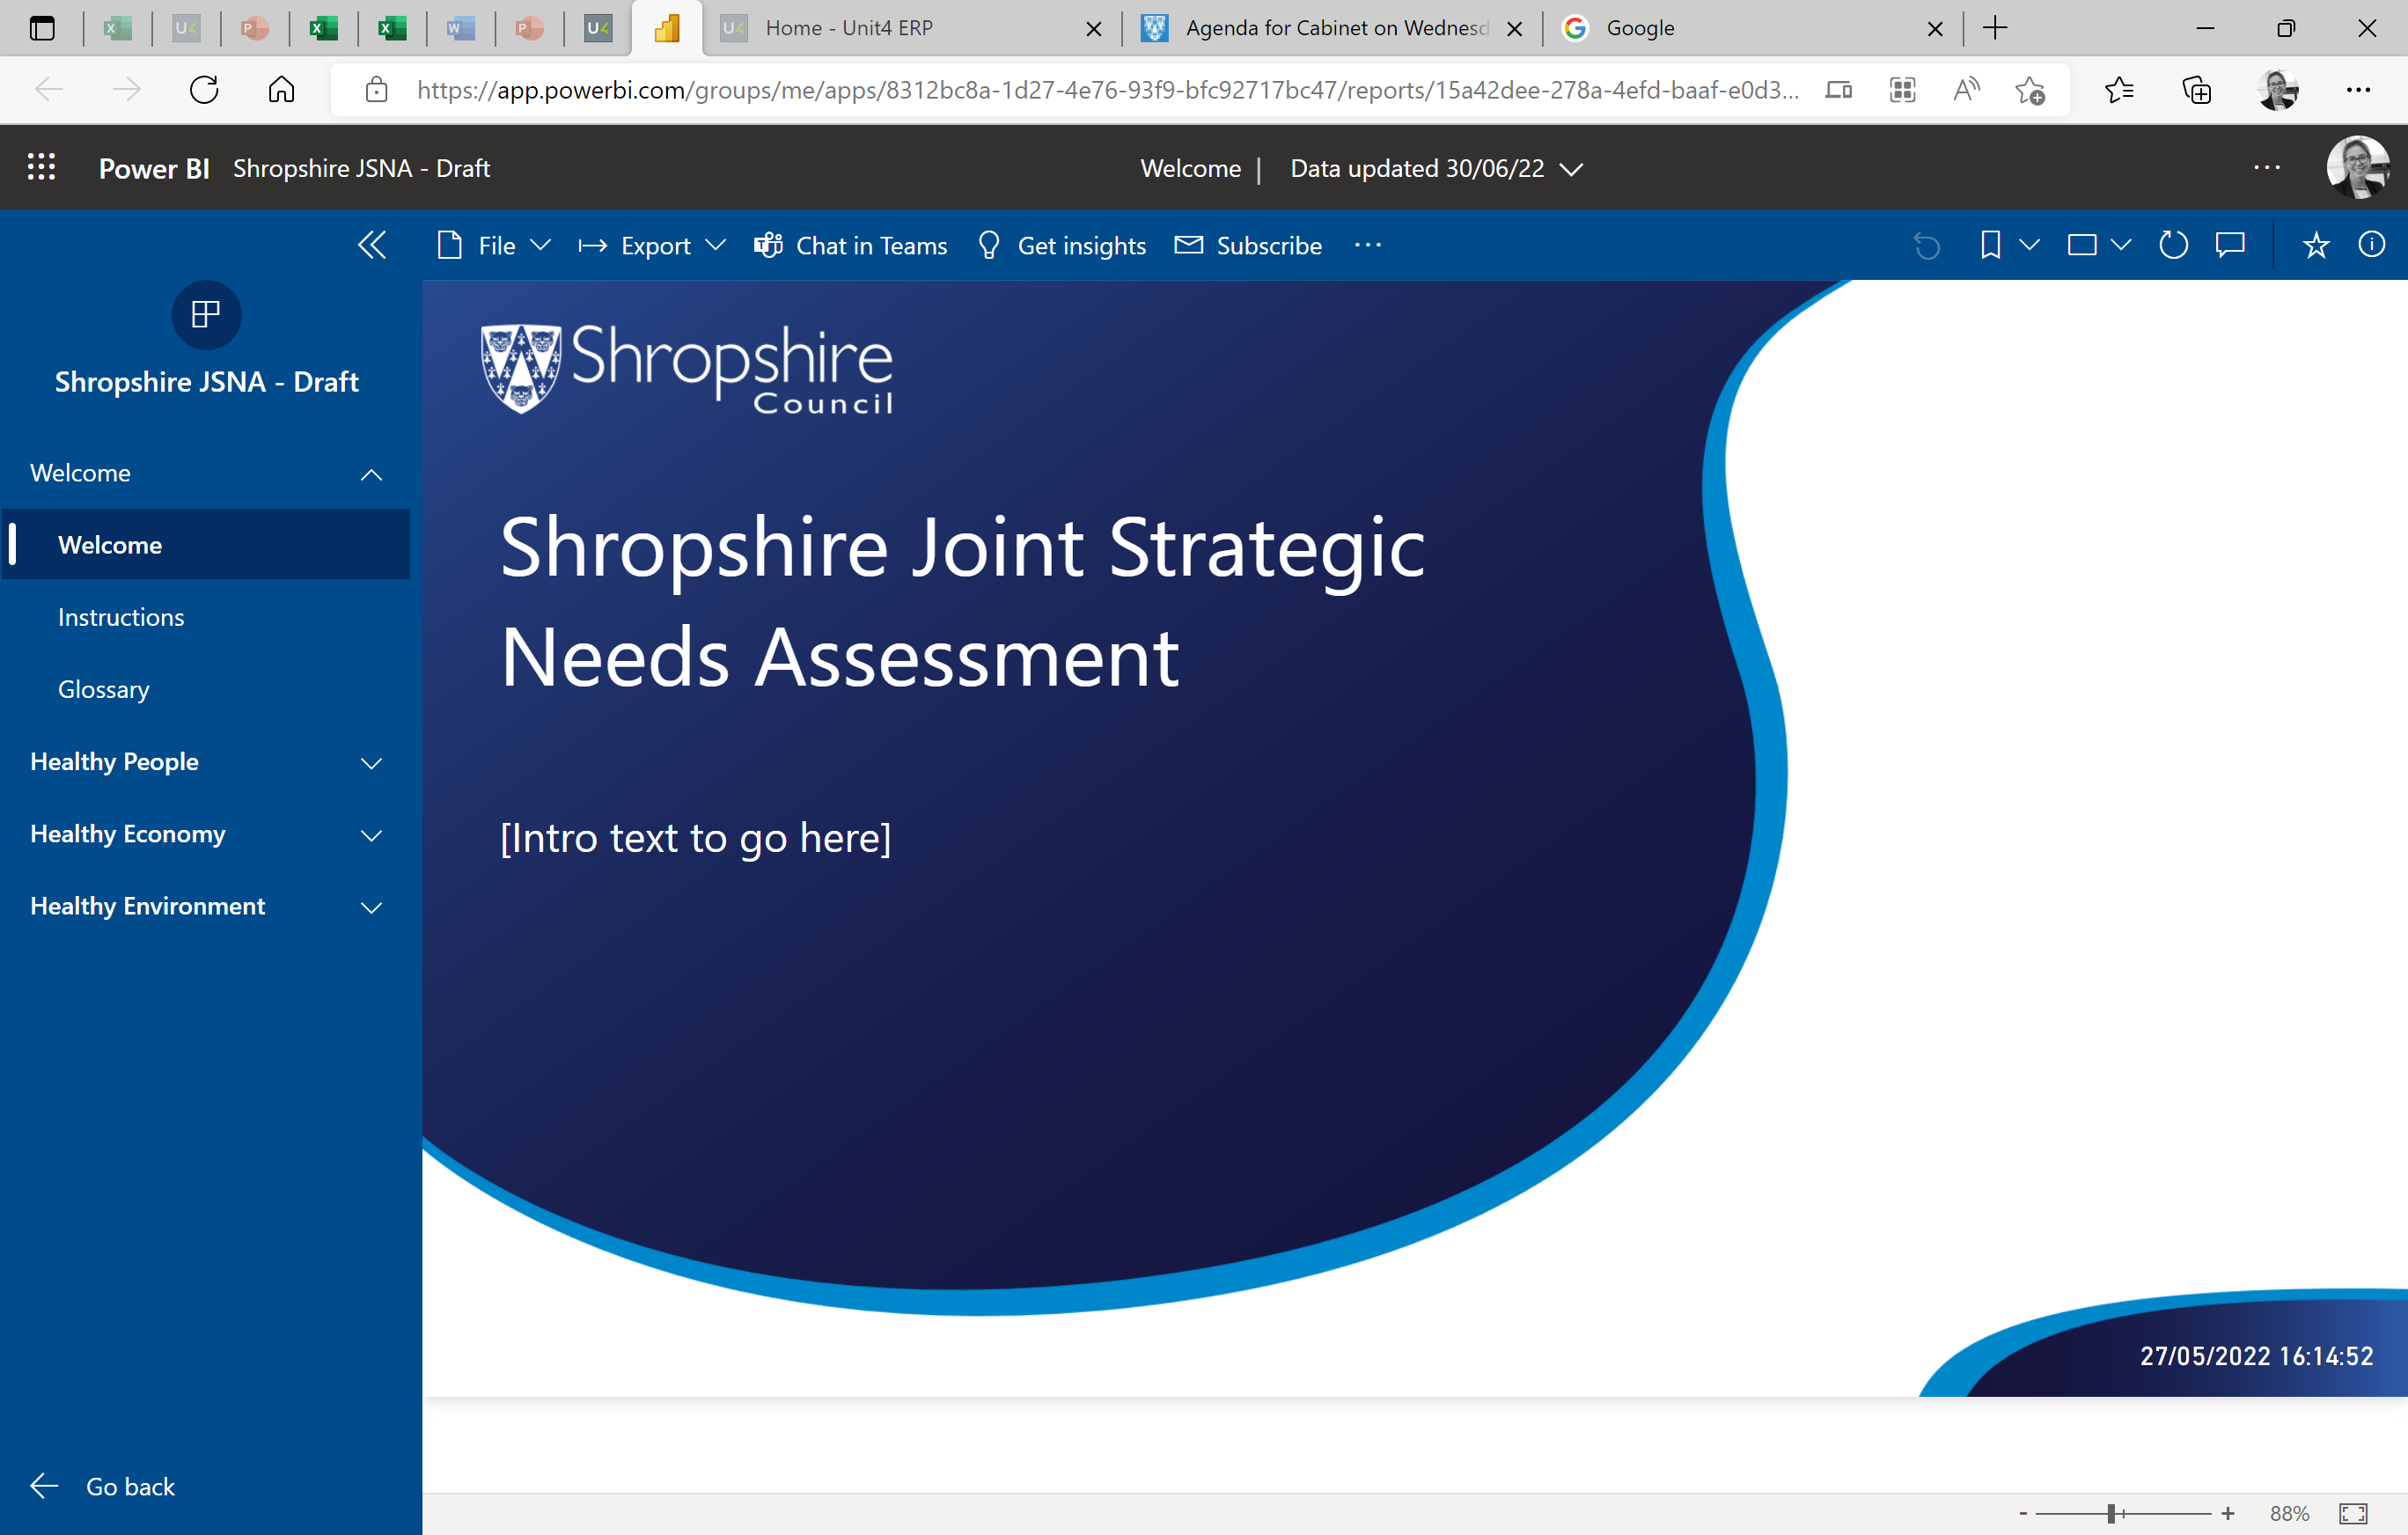 Home - Unit4 ERP
Agenda for Cabinet on Wednesd
Google
https://app.powerbi.com/groups/me/apps/8312bc8a-1d27-4e76-93f9-bfc92717bc47/reports/15a42dee-278a-4efd-baaf-e0d3...
Power BI Shropshire JSNA - Draft
Welcome | Data updated 30/06/22
File Export Chat in Teams Get insights Subscribe
Shropshire JSNA - Draft
Welcome
Welcome
Instructions
Glossary
Healthy People
Healthy Economy
Healthy Environment
Go back
Shropshire
Council
Shropshire Joint Strategic
Needs Assessment
[Intro text to go here]
27/05/2022 16:14:52
- + 88%